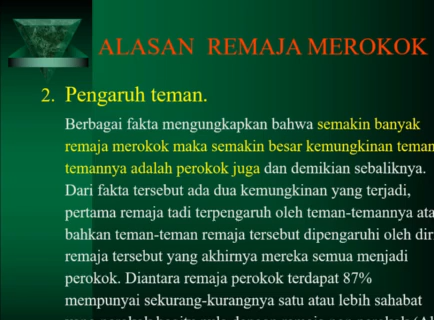 ALASAN REMAJA MEROKOK
2. Pengaruh teman.
Berbagai fakta mengungkapkan bahwa semakin banyak
remaja merokok maka semakin besar kemungkinan teman
temannya adalah perokok juga dan demikian sebaliknya.
Dari fakta tersebut ada dua kemungkinan yang terjadi,
pertama remaja tadi terpengaruh oleh teman-temannya ata
bahkan teman-teman remaja tersebut dipengaruhi oleh dir
remaja tersebut yang akhirnya mereka semua menjadi
perokok. Diantara remaja perokok terdapat 87%
mempunyai sekurang-kurangnya satu atau lebih sahabat